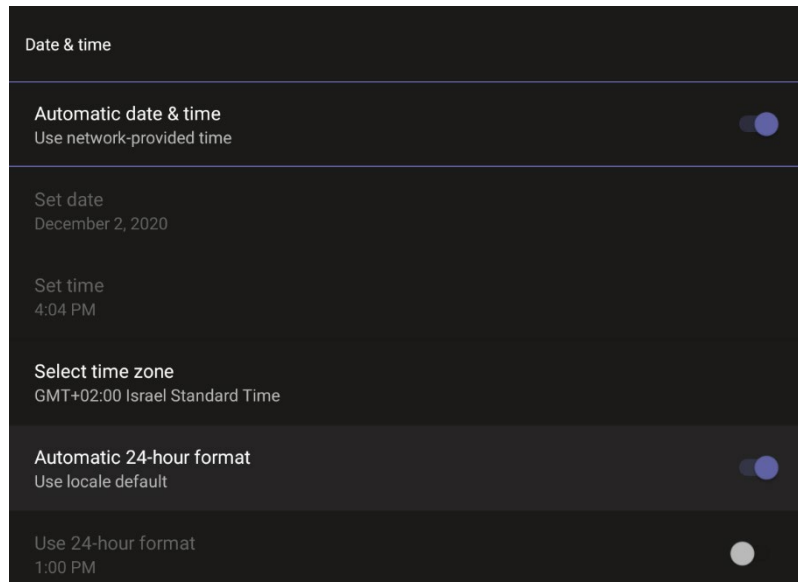 Date & time
Automatic date & time
Use network-provided time
Set date
December 2, 2020
Set time
4:04 PM
Select time zone
GMT+02:00 Israel Standard Time
Automatic 24-hour format
Use locale default
Use 24-hour format
1:00 PM